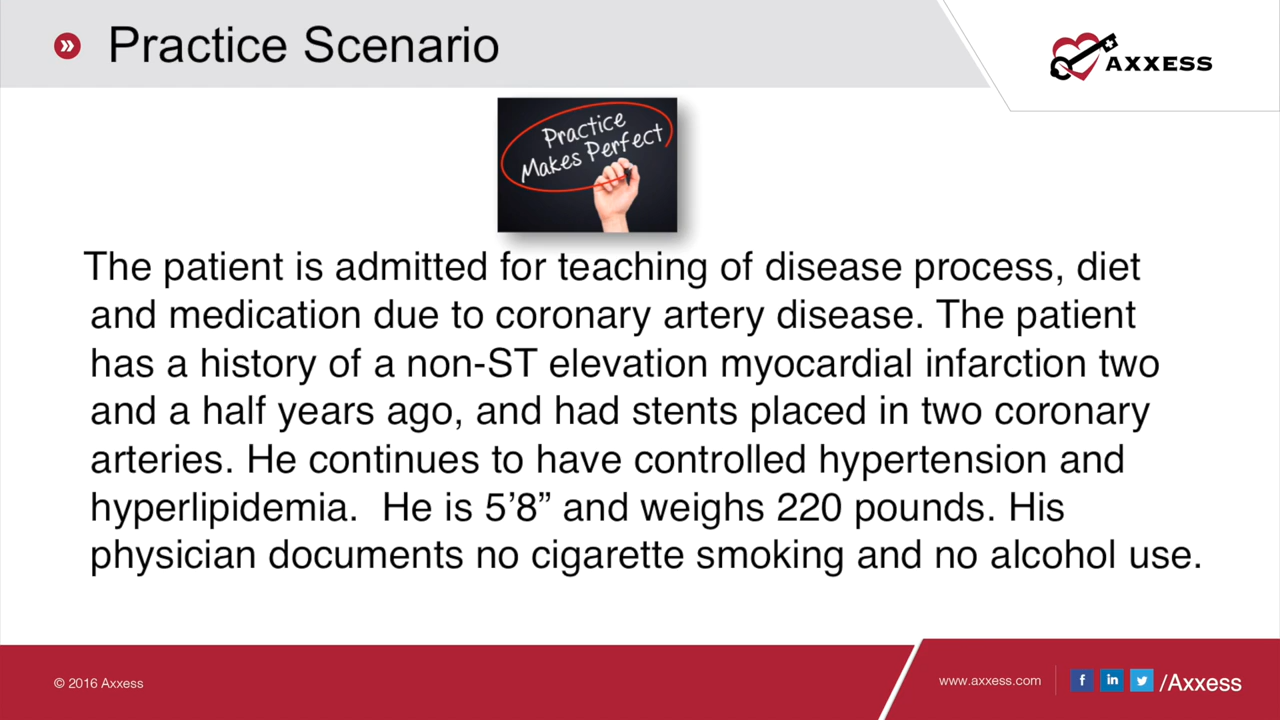 Practice Scenario
AXXESS
Practice
Makes Perfect
The patient is admitted for teaching of disease process, diet
and medication due to coronary artery disease. The patient
has a history of a non-ST elevation myocardial infarction two
and a half years ago, and had stents placed in two coronary
arteries. He continues to have controlled hypertension and
hyperlipidemia.  He is 5’8” and weighs 220 pounds. His
physician documents no cigarette smoking and no alcohol use.
© 2016 Axxess
www.axxess.com
f in /Axxess